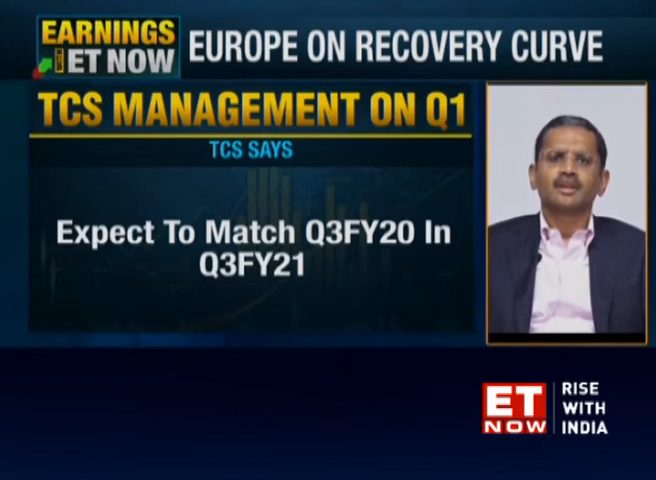 EARNINGS
WITH
ET NOW
EUROPE ON RECOVERY CURVE
TCS MANAGEMENT ON Q1
TCS SAYS
Expect To Match Q3FY20 In
Q3FY21
ET
NOW
RISE
WITH
INDIA